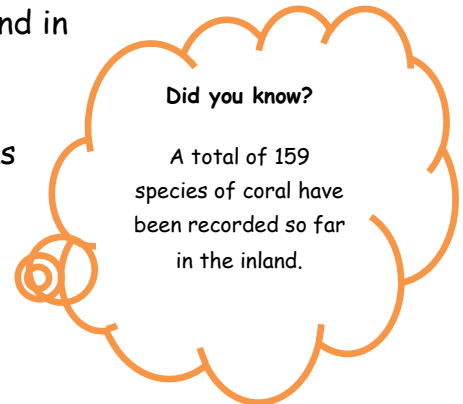 nd in
s
Did you know?
A total of 159
species of coral have
been recorded so far
in the inland.